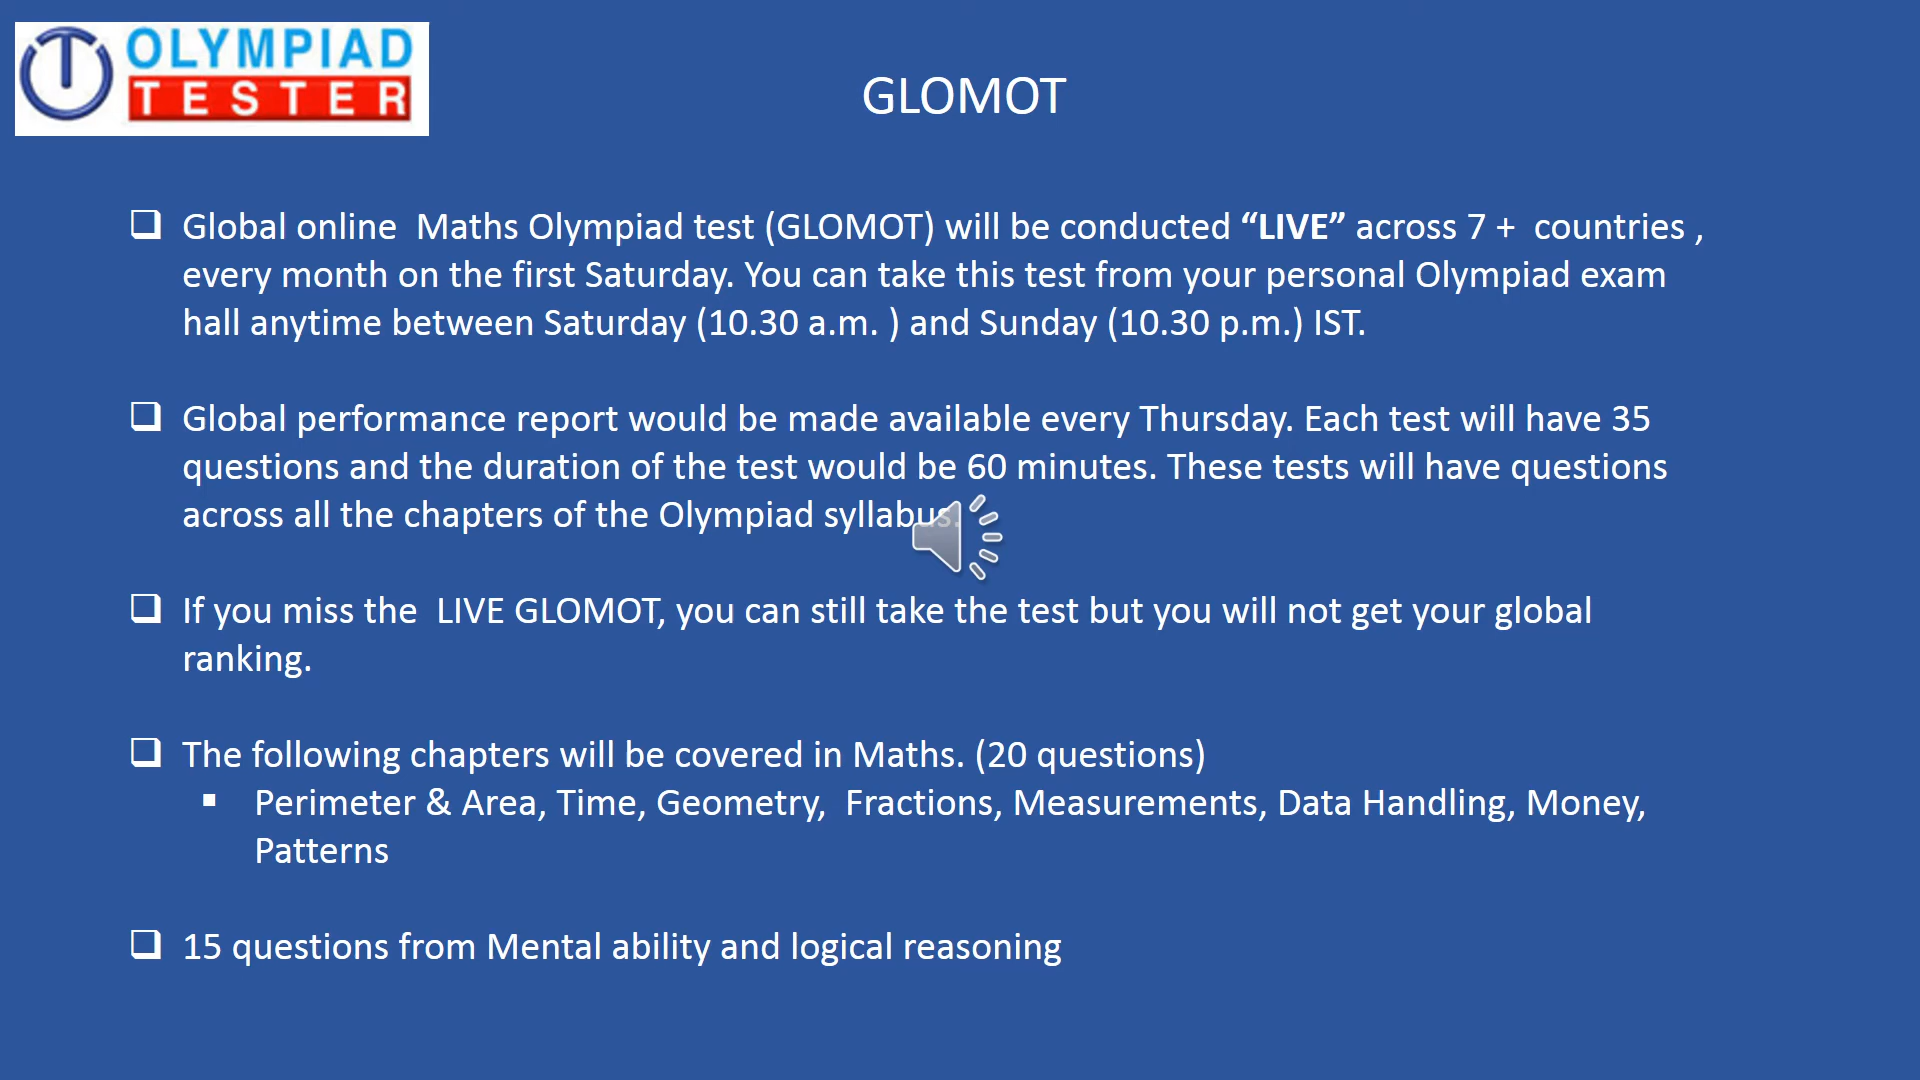 OLYMPIAD
TESTER
GLOMOT
Global online  Maths Olympiad test (GLOMOT) will be conducted “LIVE” across 7 +  countries ,
every month on the first Saturday. You can take this test from your personal Olympiad exam
hall anytime between Saturday (10.30 a.m. ) and Sunday (10.30 p.m.) IST.
Global performance report would be made available every Thursday. Each test will have 35
questions and the duration of the test would be 60 minutes. These tests will have questions
across all the chapters of the Olympiad syllabus.
If you miss the  LIVE GLOMOT, you can still take the test but you will not get your global
ranking.
The following chapters will be covered in Maths. (20 questions)
Perimeter & Area, Time, Geometry,  Fractions, Measurements, Data Handling, Money,
Patterns
15 questions from Mental ability and logical reasoning